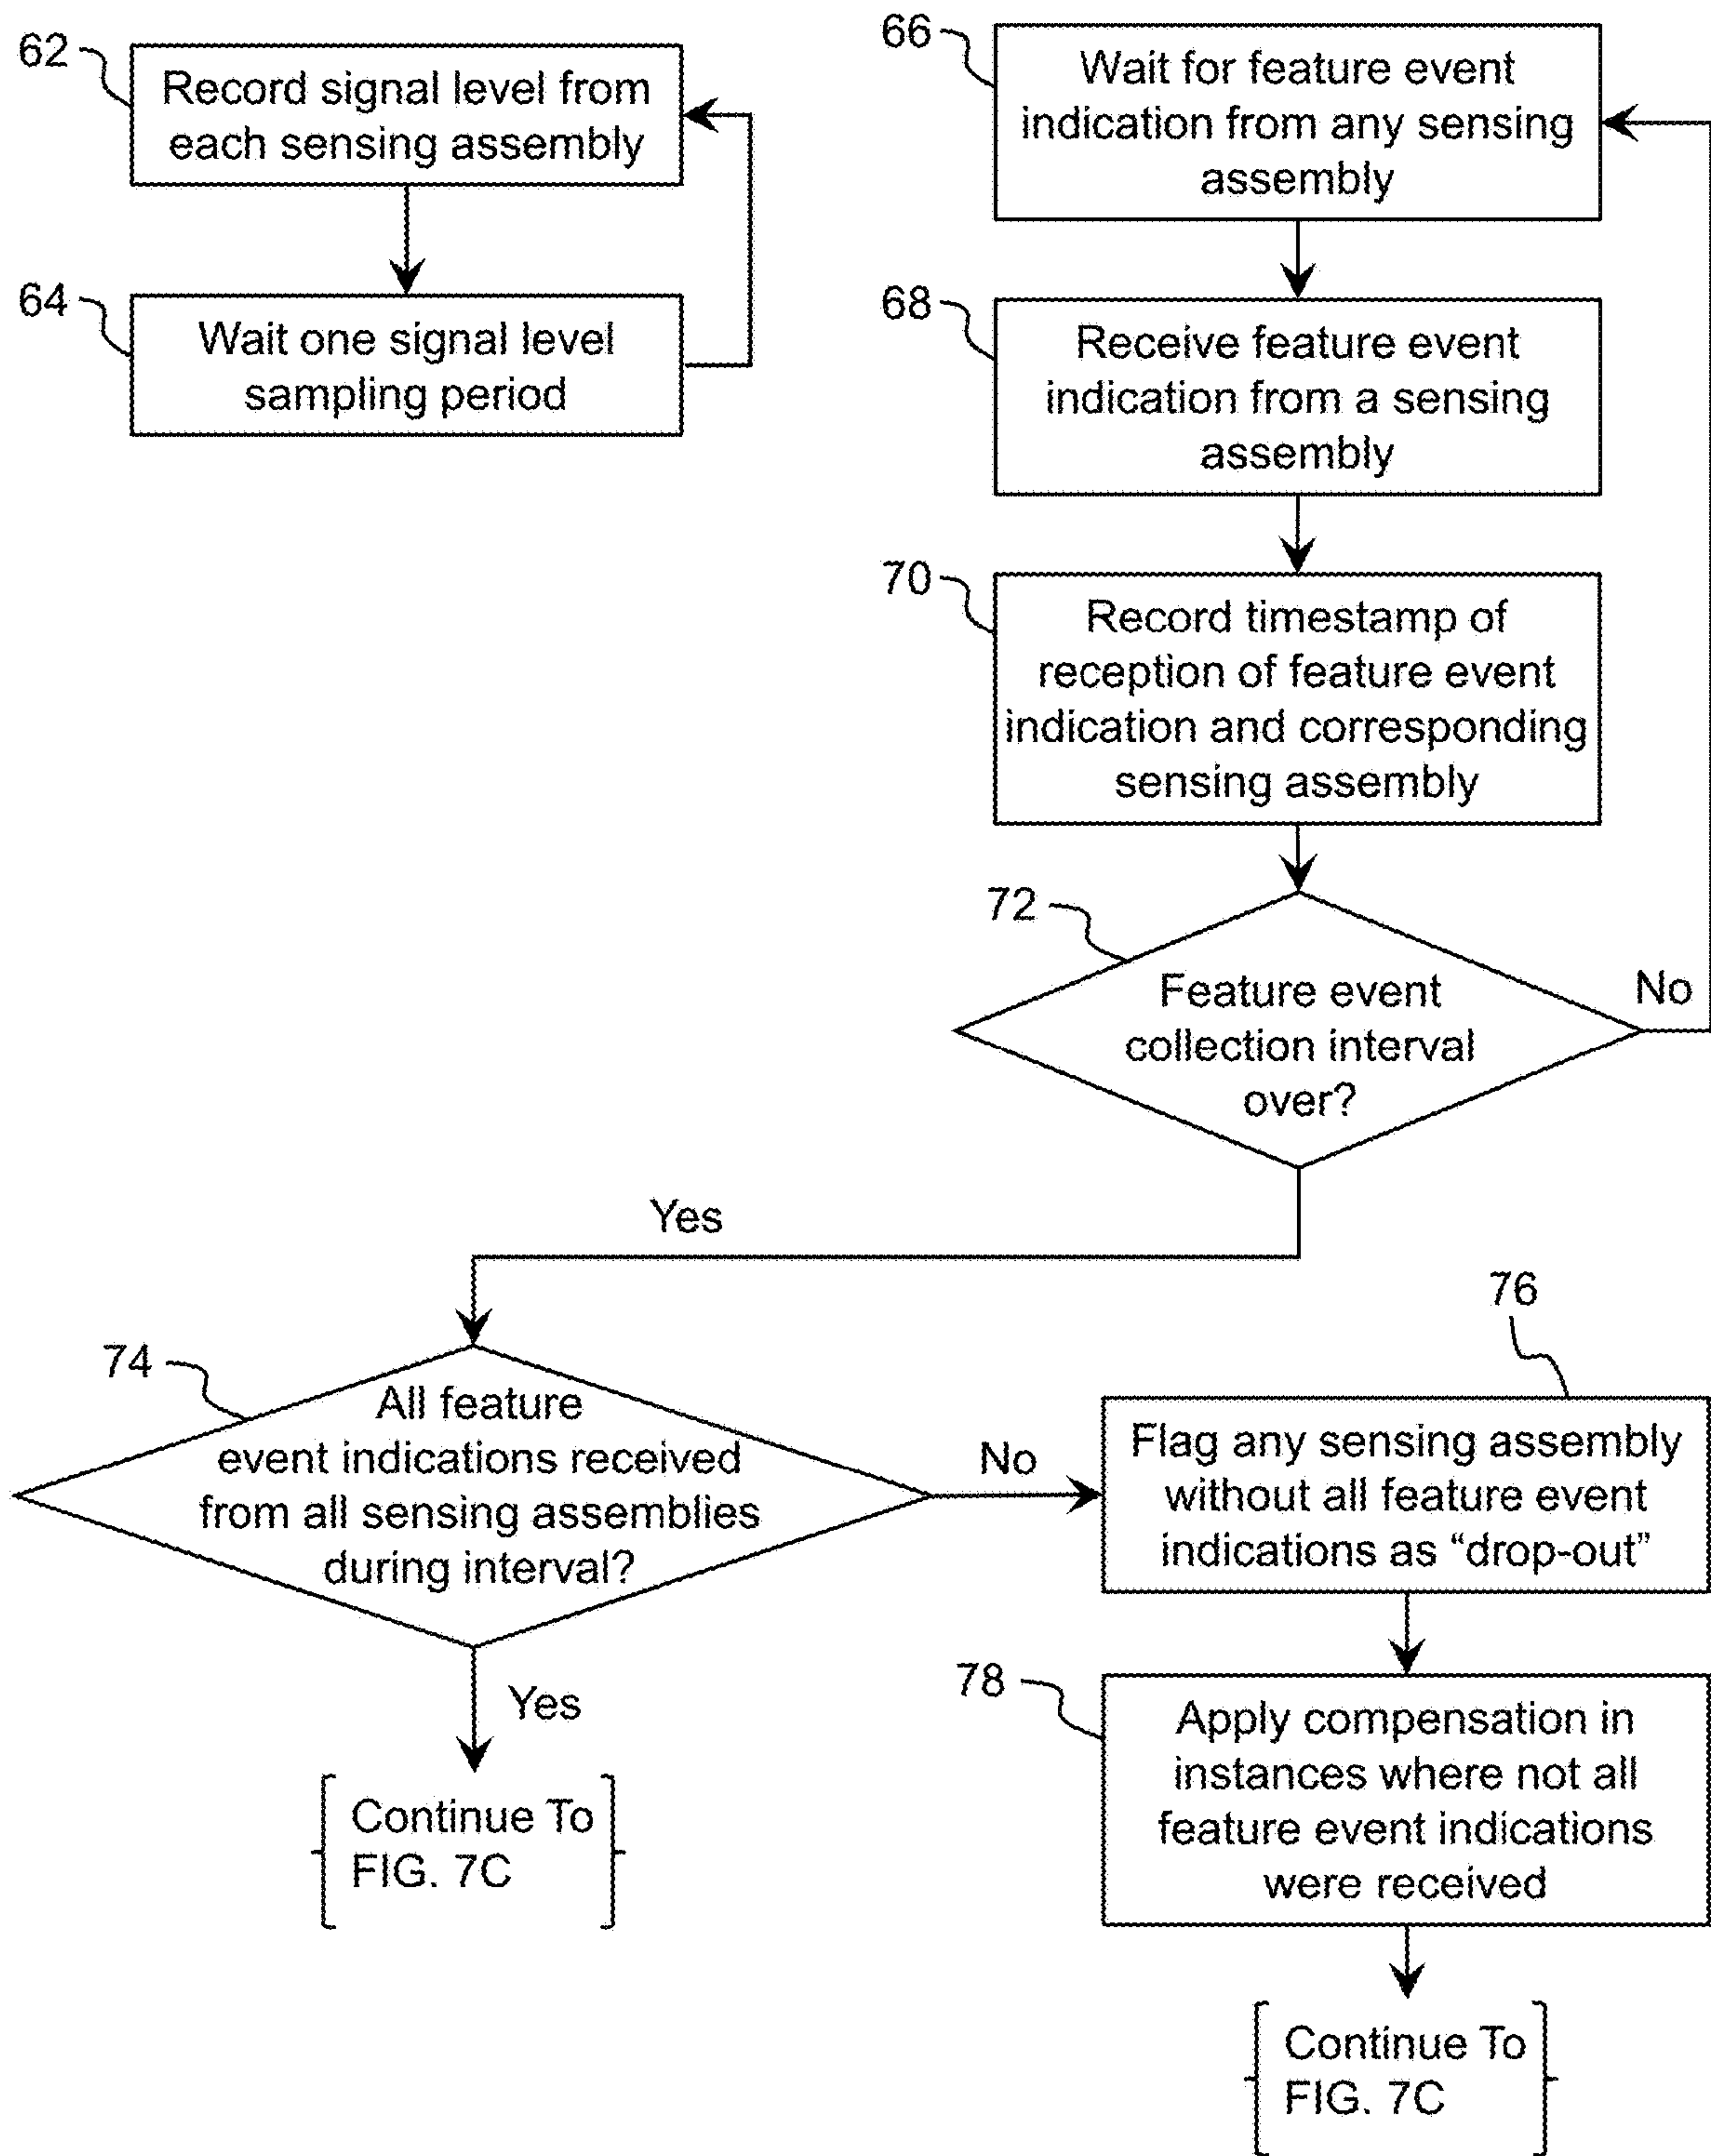 62
Record signal level from
each sensing assembly
64
Wait one signal level
sampling period
66
Wait for feature event
indication from any sensing
assembly
68
Receive feature event
indication from a sensing
assembly
70
Record timestamp of
reception of feature event
indication and corresponding
sensing assembly
72
Feature event
collection interval
over?
No
Yes
74
All feature
event indications received
from all sensing assemblies
during interval?
No
Yes
Continue To
FIG. 7C
76
Flag any sensing assembly
without all feature event
indications as “drop-out”
78
Apply compensation in
instances where not all
feature event indications
were received
Continue To
FIG. 7C